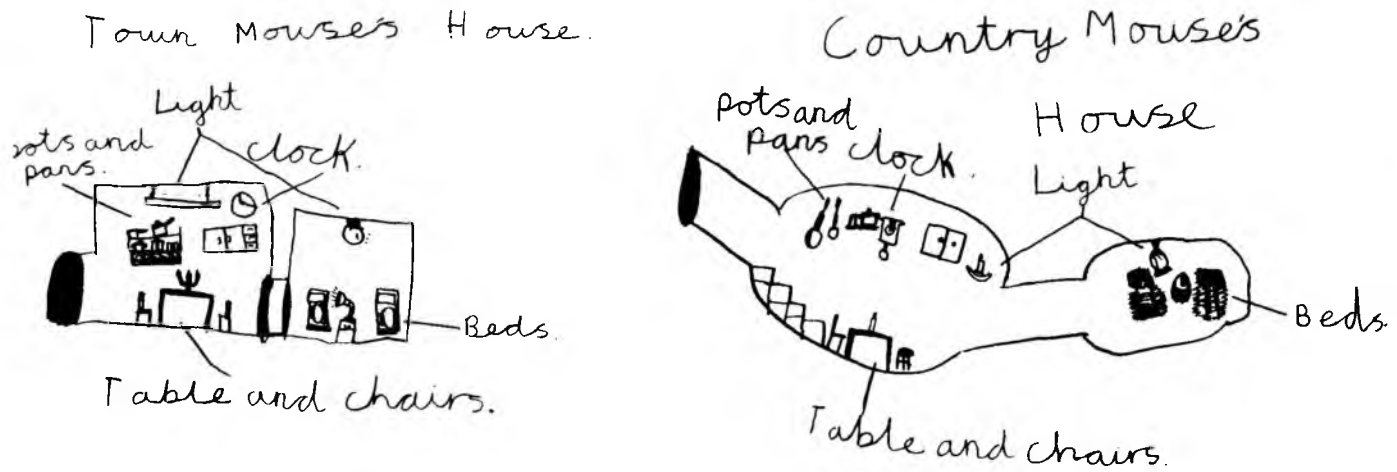 Town Mouse's House.
Light
pots and
pans.
clock.
Beds.
Table and chairs.
Country Mouse's
House
pots and
pans clock.
Light
Beds.
Table and chairs.